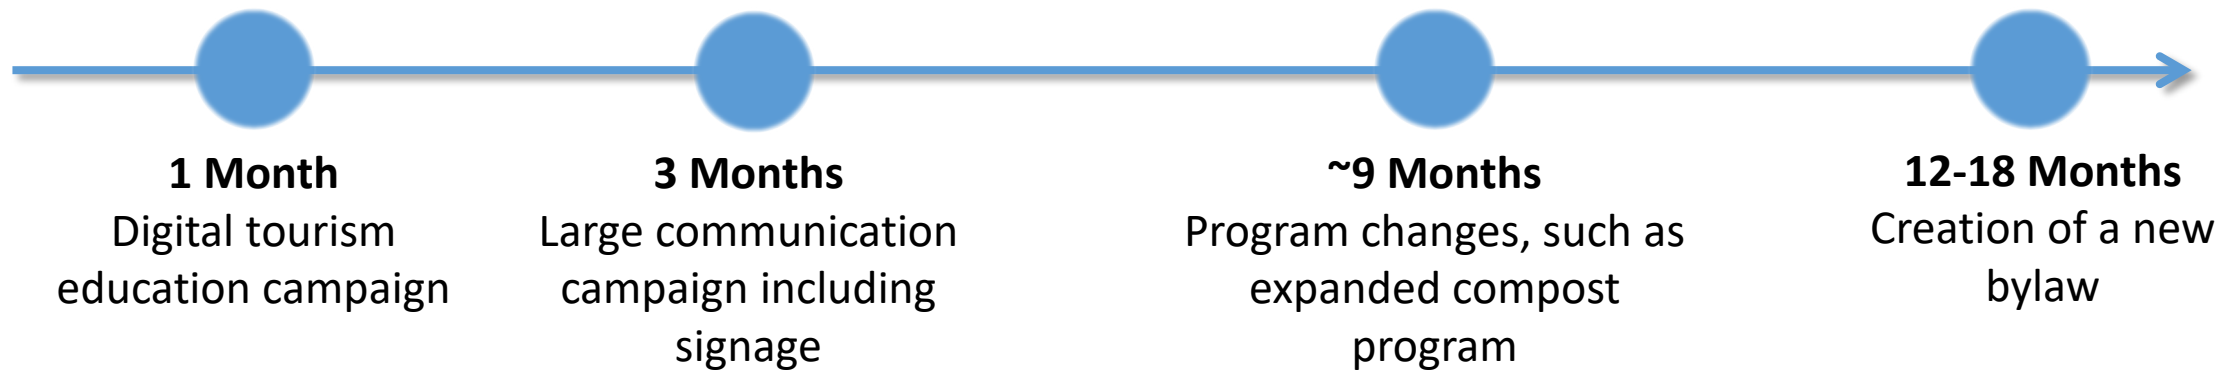 1 Month
Digital tourism
education campaign
3 Months
Large communication
campaign including
signage
~9 Months
Program changes, such as
expanded compost
program
12-18 Months
Creation of a new
bylaw